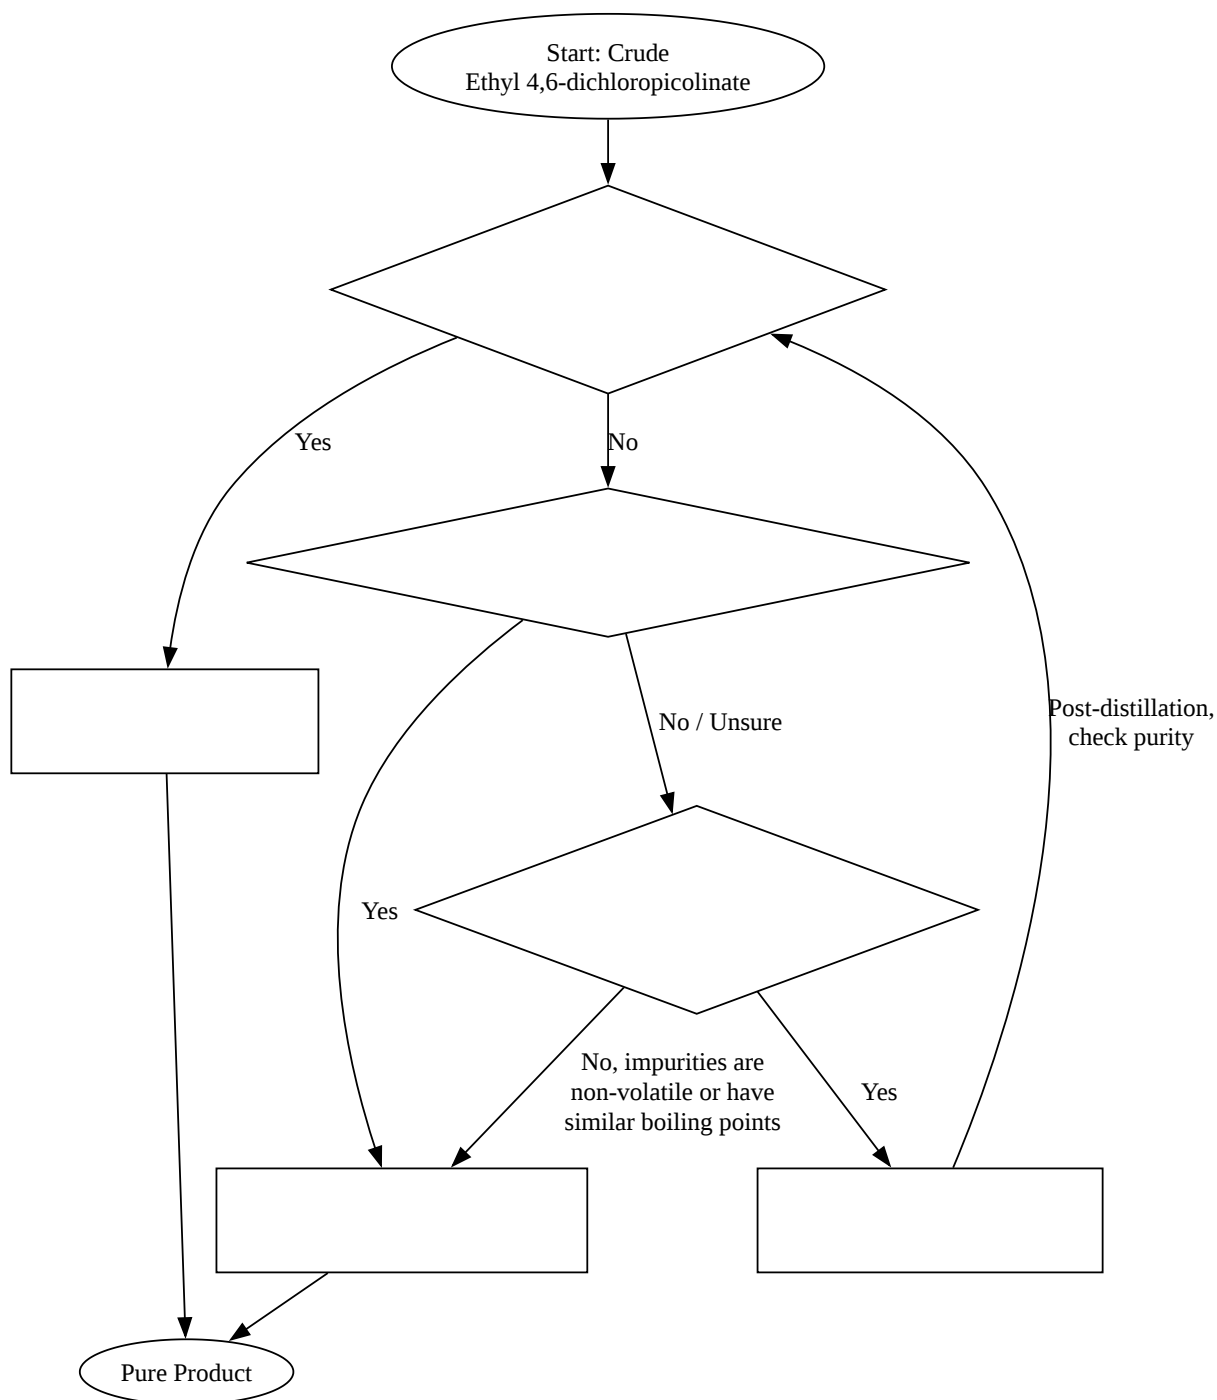 Start: Crude
Ethyl 4,6-dichloropicolinate
Yes
No
No / Unsure
Post-distillation,
check purity
Yes
No, impurities are
non-volatile or have
similar boiling points
Yes
Pure Product